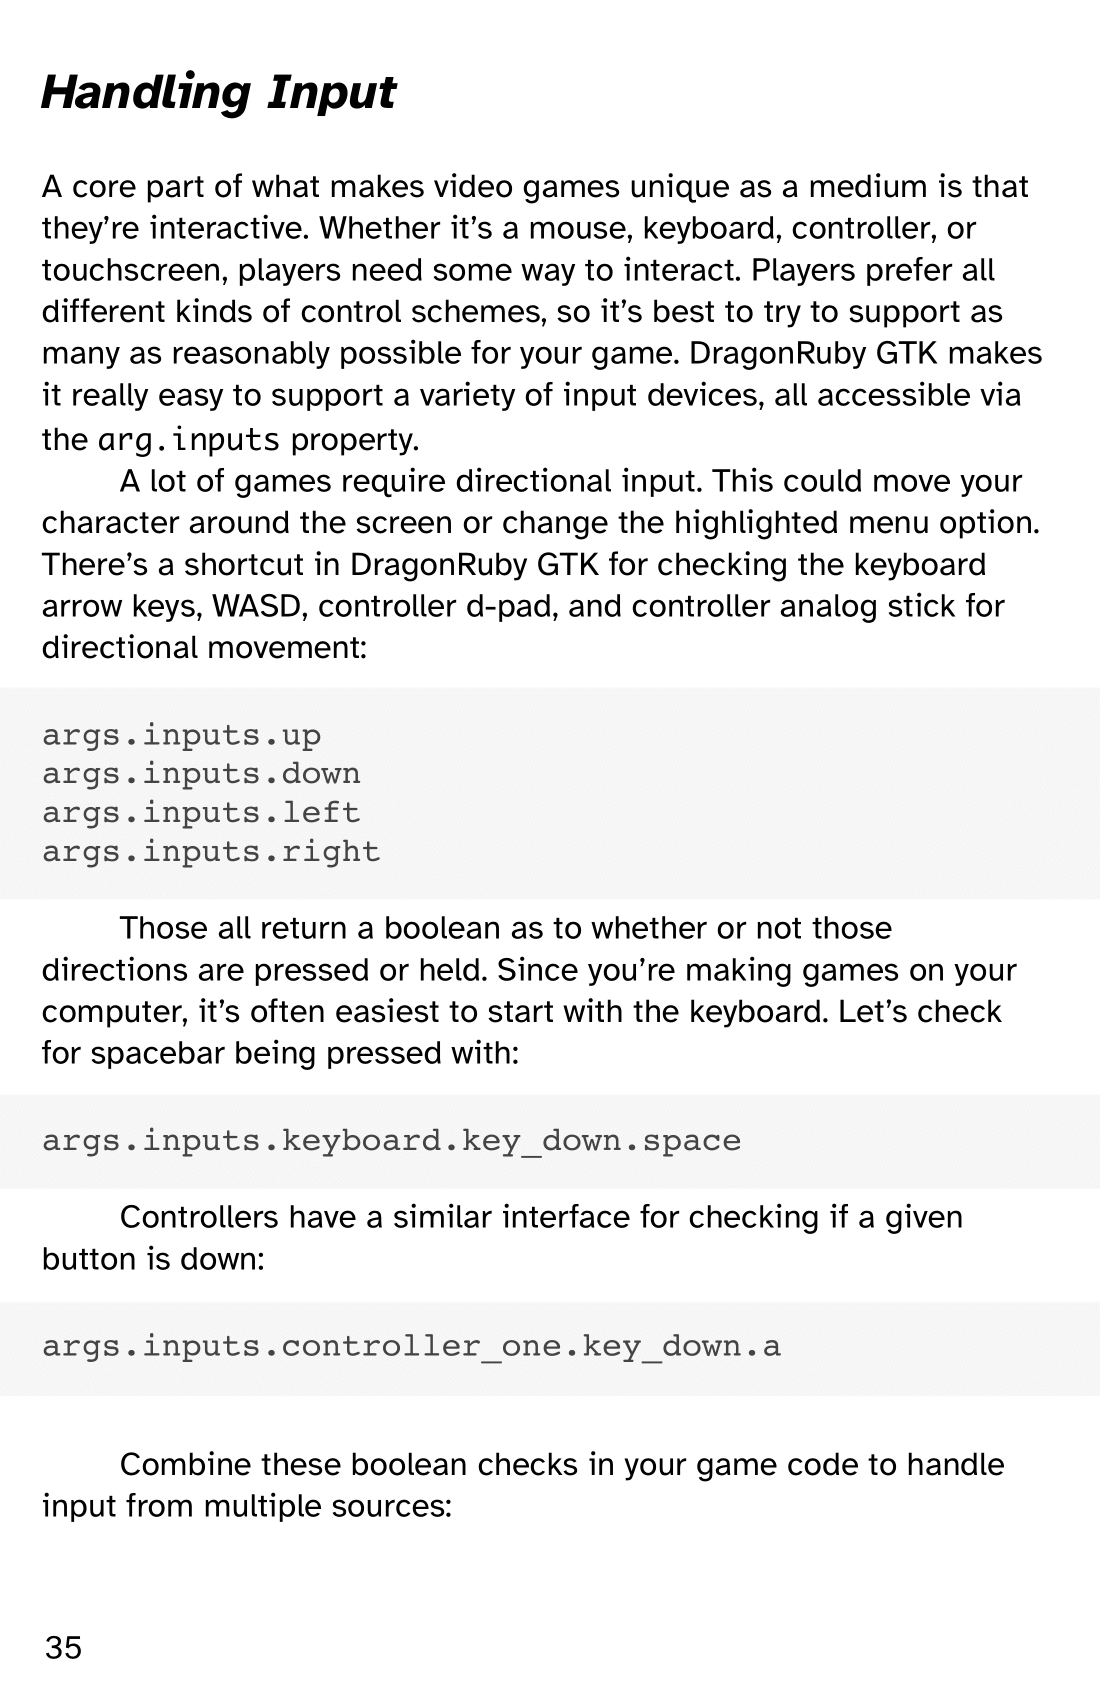 Handling Input
A core part of what makes video games unique as a medium is that
they're interactive. Whether it's a mouse, keyboard, controller, or
touchscreen, players need some way to interact. Players prefer all
different kinds of control schemes, so it's best to try to support as
many as reasonably possible for your game. DragonRuby GTK makes
it really easy to support a variety of input devices, all accessible via
the arg.inputs property.
A lot of games require directional input. This could move your
character around the screen or change the highlighted menu option.
There's a shortcut in DragonRuby GTK for checking the keyboard
arrow keys, WASD, controller d-pad, and controller analog stick for
directional movement:
args.inputs.up
args.inputs.down
args.inputs.left
args.inputs.right
Those all return a boolean as to whether or not those
directions are pressed or held. Since you're making games on your
computer, it's often easiest to start with the keyboard. Let's check
for spacebar being pressed with:
args.inputs.keyboard.key_down.space
Controllers have a similar interface for checking if a given
button is down:
args.inputs.controller_one.key_down.a
Combine these boolean checks in your game code to handle
input from multiple sources:
35